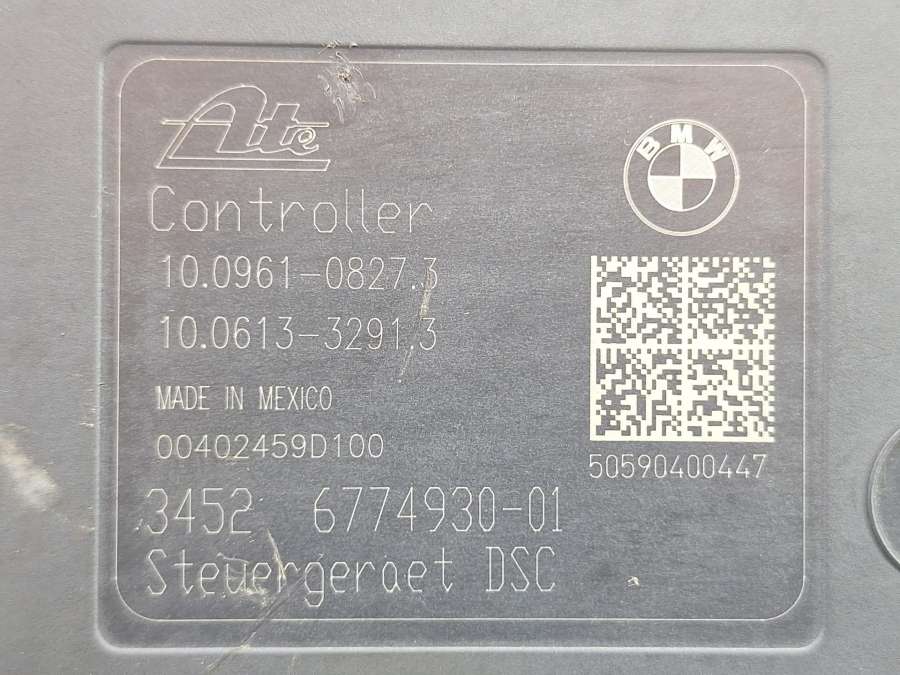 Ate
BMW
Controller
10.0961-0827.3
10.0613-3291.3
MADE IN MEXICO
00402459D100
50590400447
3452 6774930-01
Steuergeraet DSC